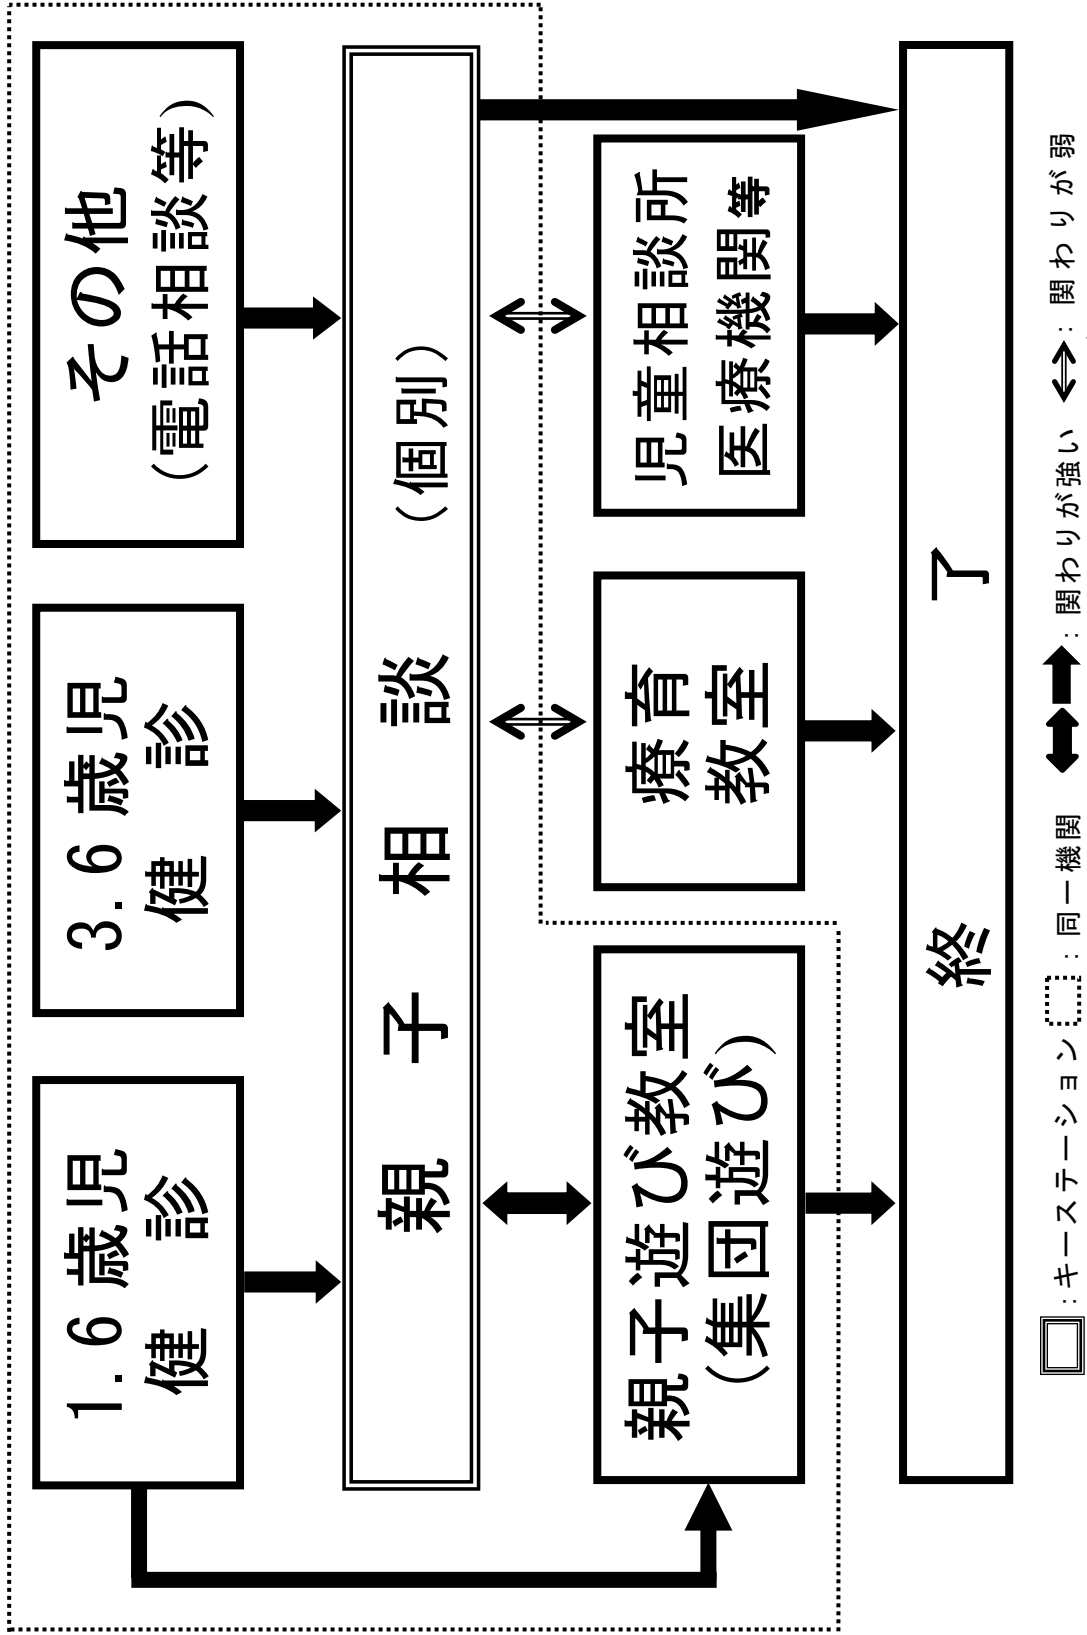 1.6歳児
健　診
3.6歳児
健　診
その他
（電話相談等）
親　子　相　談　（個別）
親子遊び教室
（集団遊び）
療育
教室
児童相談所
医療機関等
終　了
：キーステーション
：同一機関
：関わりが強い
：関わりが弱